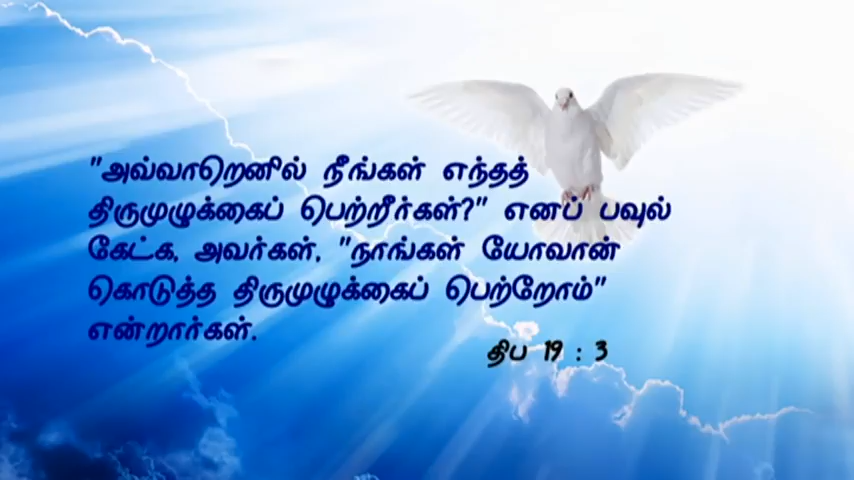 "அவ்வாறெனில் நீங்கள் எந்தத்
திருமுழுக்கைப் பெற்றீர்கள்?" எனப் பவுல்
கேட்க, அவர்கள், "நாங்கள் யோவான்
கொடுத்த திருமுழுக்கைப் பெற்றோம்"
என்றார்கள்.
திப 19 : 3